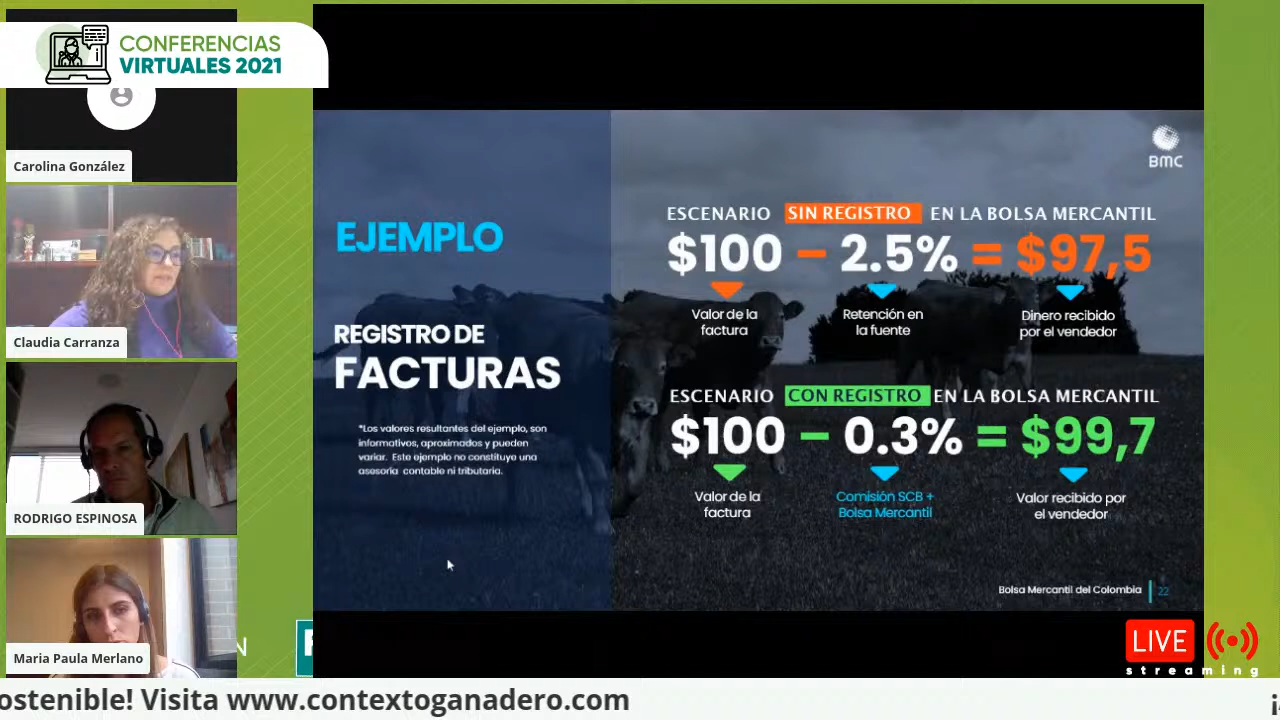 CONFERENCIAS
VIRTUALES 2021
Carolina González
Claudia Carranza
RODRIGO ESPINOSA
Maria Paula Merlano
BMC
EJEMPLO
REGISTRO DE
FACTURAS
*Los valores resultantes del ejemplo, son
informativos, aproximados y pueden
variar. Este ejemplo no constituye una
asesoría contable ni tributaria.
ESCENARIO SIN REGISTRO EN LA BOLSA MERCANTIL
$100 – 2.5% = $97,5
Valor de la
factura
Retención en
la fuente
Dinero recibido
por el vendedor
ESCENARIO CON REGISTRO EN LA BOLSA MERCANTIL
$100 – 0.3% = $99,7
Valor de la
factura
Comisión SCB +
Bolsa Mercantil
Valor recibido por
el vendedor
Bolsa Mercantil del Colombia 22
N
LIVE
streaming
ostenible! Visita www.contextoganadero.com